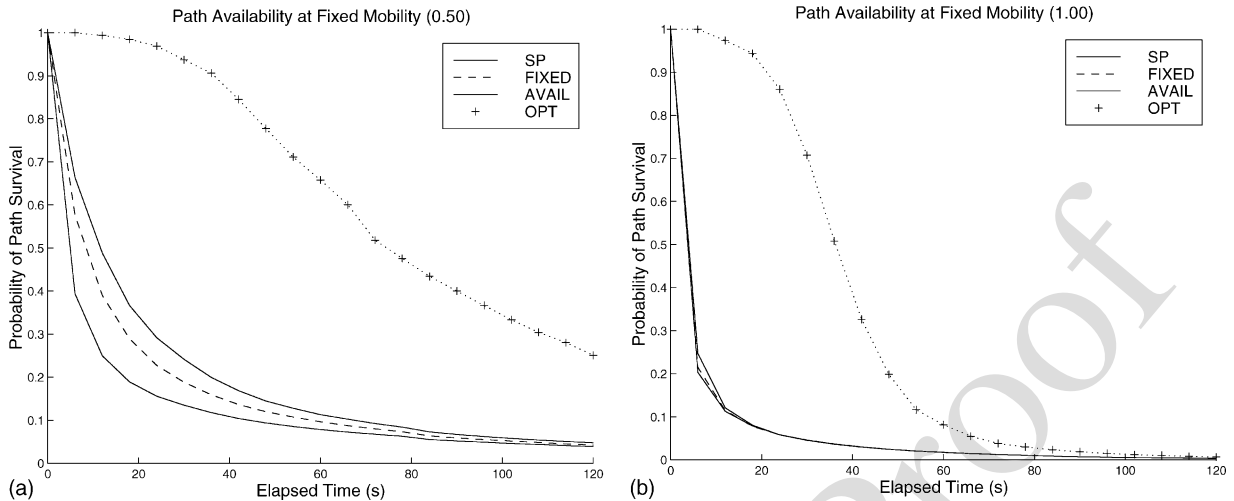 Path Availability at Fixed Mobility (0.50)
Probability of Path Survival
1
0.9
0.8
0.7
0.6
0.5
0.4
0.3
0.2
0.1
0
0 20 40 60 80 100 120
SP
FIXED
AVAIL
OPT
(a) Elapsed Time (s)
Path Availability at Fixed Mobility (1.00)
Probability of Path Survival
1
0.9
0.8
0.7
0.6
0.5
0.4
0.3
0.2
0.1
0
0 20 40 60 80 100 120
SP
FIXED
AVAIL
OPT
(b) Elapsed Time (s)
Proof